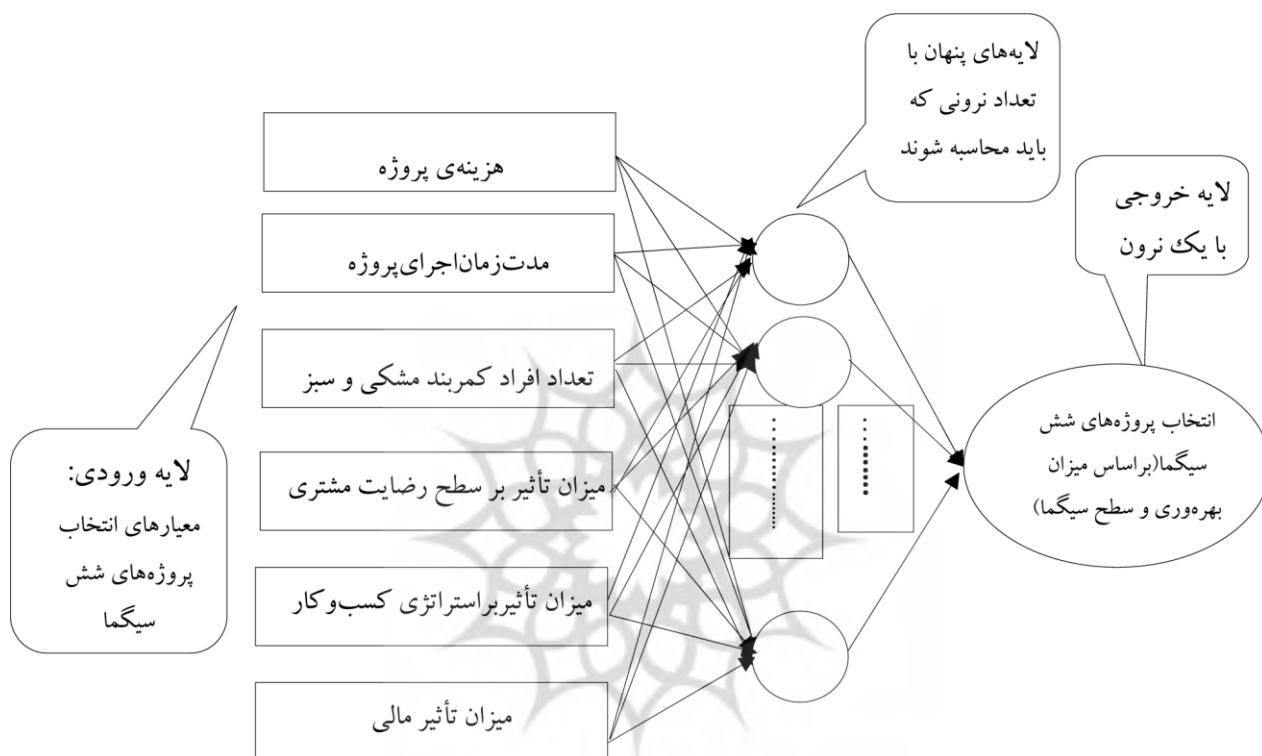 لایه‌های پنهان با
تعداد نرونی که
باید محاسبه شوند
لایه خروجی
با یک نرون
هزینه‌ی پروژه
مدت‌زمان‌اجرای‌پروژه
تعداد افراد کمربند مشکی و سبز
میزان تأثیر بر سطح رضایت مشتری
میزان تأثیربراستراتژی کسب‌وکار
میزان تأثیر مالی
لایه ورودی:
معیارهای انتخاب
پروژه‌های شش
سیگما
انتخاب پروژه‌های شش
سیگما(براساس میزان
بهره‌وری و سطح سیگما)